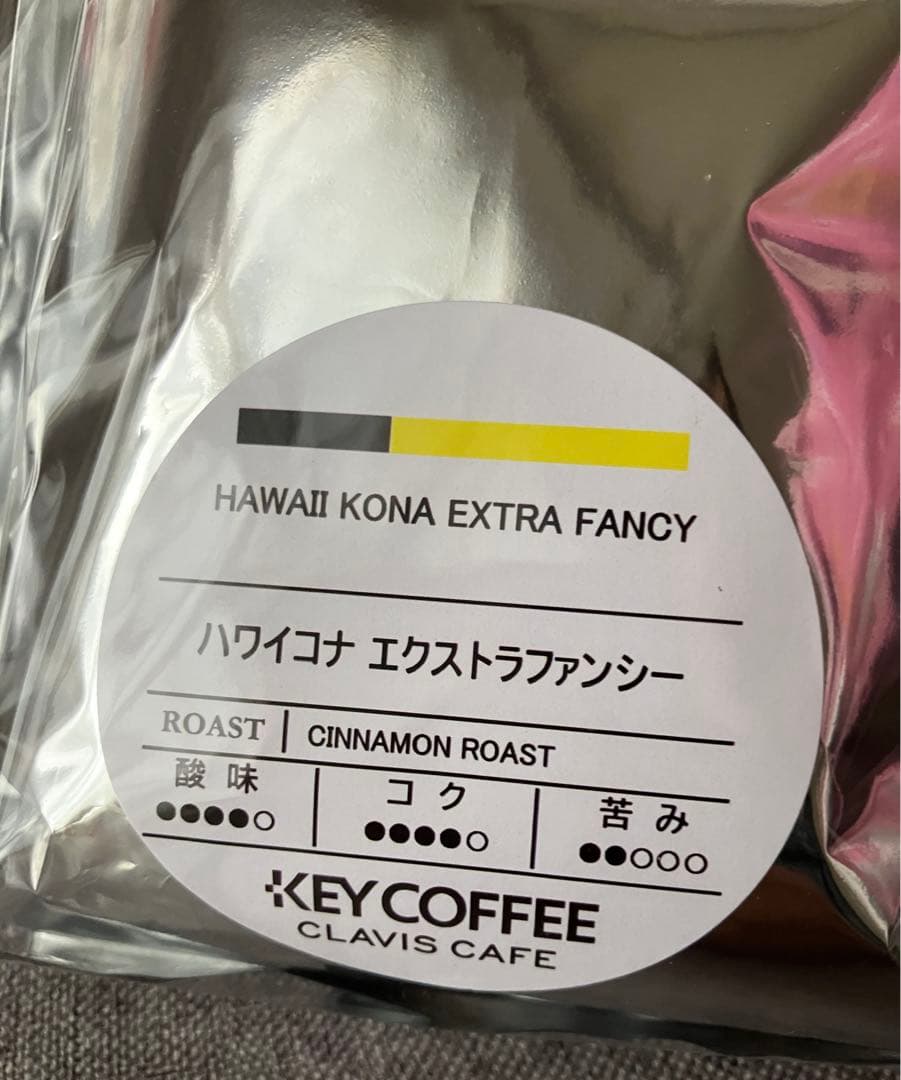 HAWAII KONA EXTRA FANCY
ハワイコナ エクストラファンシー
ROAST | CINNAMON ROAST
酸味 コク 苦み
●●●●○ ●●●●○ ●●○○○
KEY COFFEE
CLAVIS CAFE